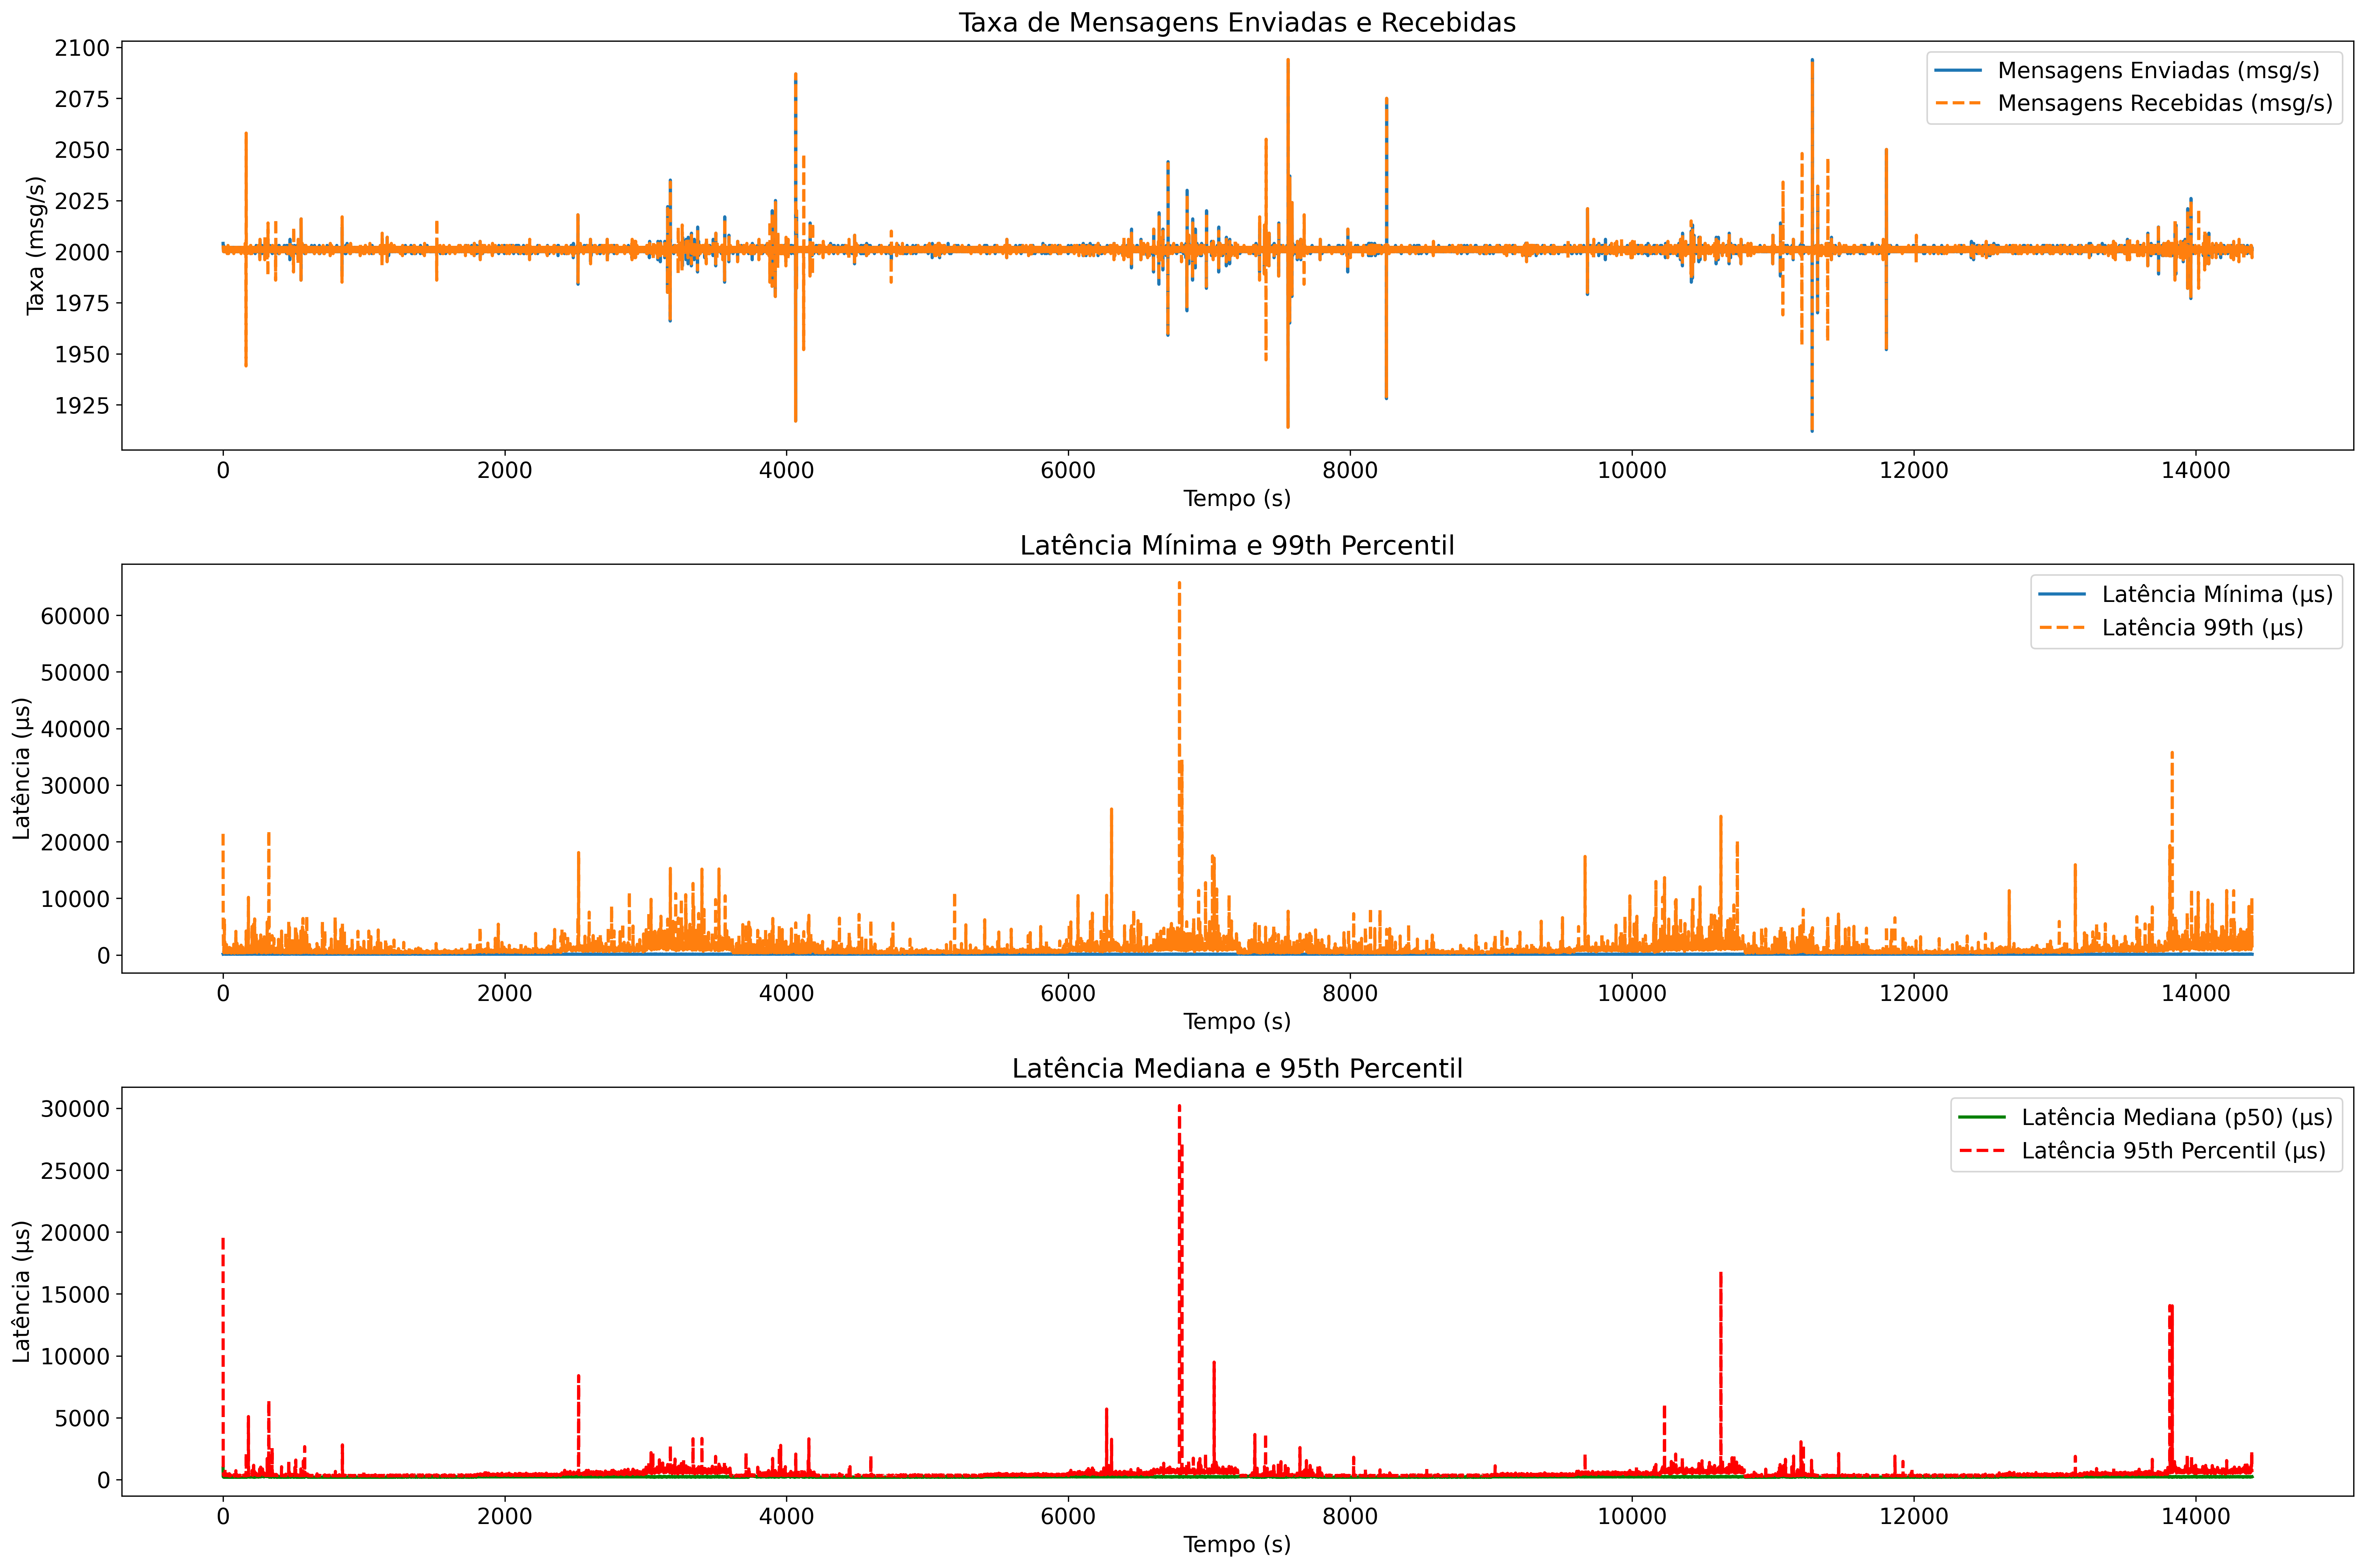 Taxa de Mensagens Enviadas e Recebidas
2100
2075
2050
2025
2000
1975
1950
1925
Taxa (msg/s)
Mensagens Enviadas (msg/s)
Mensagens Recebidas (msg/s)
0 2000 4000 6000 8000 10000 12000 14000
Tempo (s)
Latência Mínima e 99th Percentil
60000
50000
40000
30000
20000
10000
0
Latência (µs)
Latência Mínima (µs)
Latência 99th (µs)
0 2000 4000 6000 8000 10000 12000 14000
Tempo (s)
Latência Mediana e 95th Percentil
30000
25000
20000
15000
10000
5000
0
Latência (µs)
Latência Mediana (p50) (µs)
Latência 95th Percentil (µs)
0 2000 4000 6000 8000 10000 12000 14000
Tempo (s)